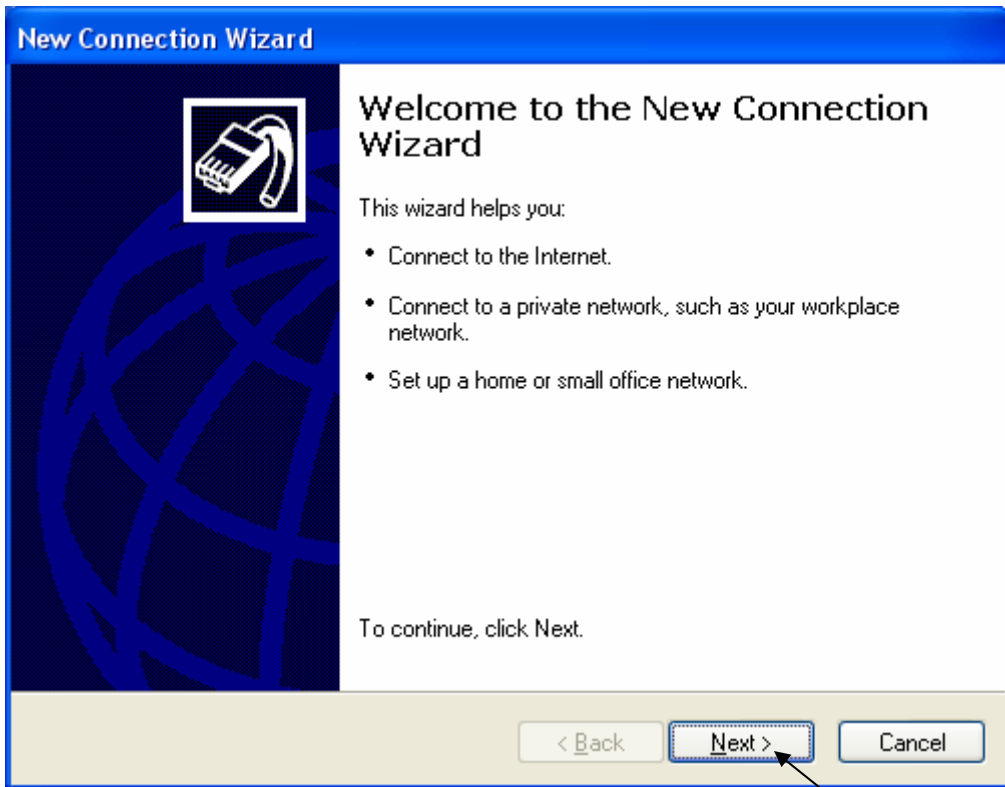 New Connection Wizard
Welcome to the New Connection
Wizard
This wizard helps you:
• Connect to the Internet.
• Connect to a private network, such as your workplace
network.
• Set up a home or small office network.
To continue, click Next.
< Back Next > Cancel